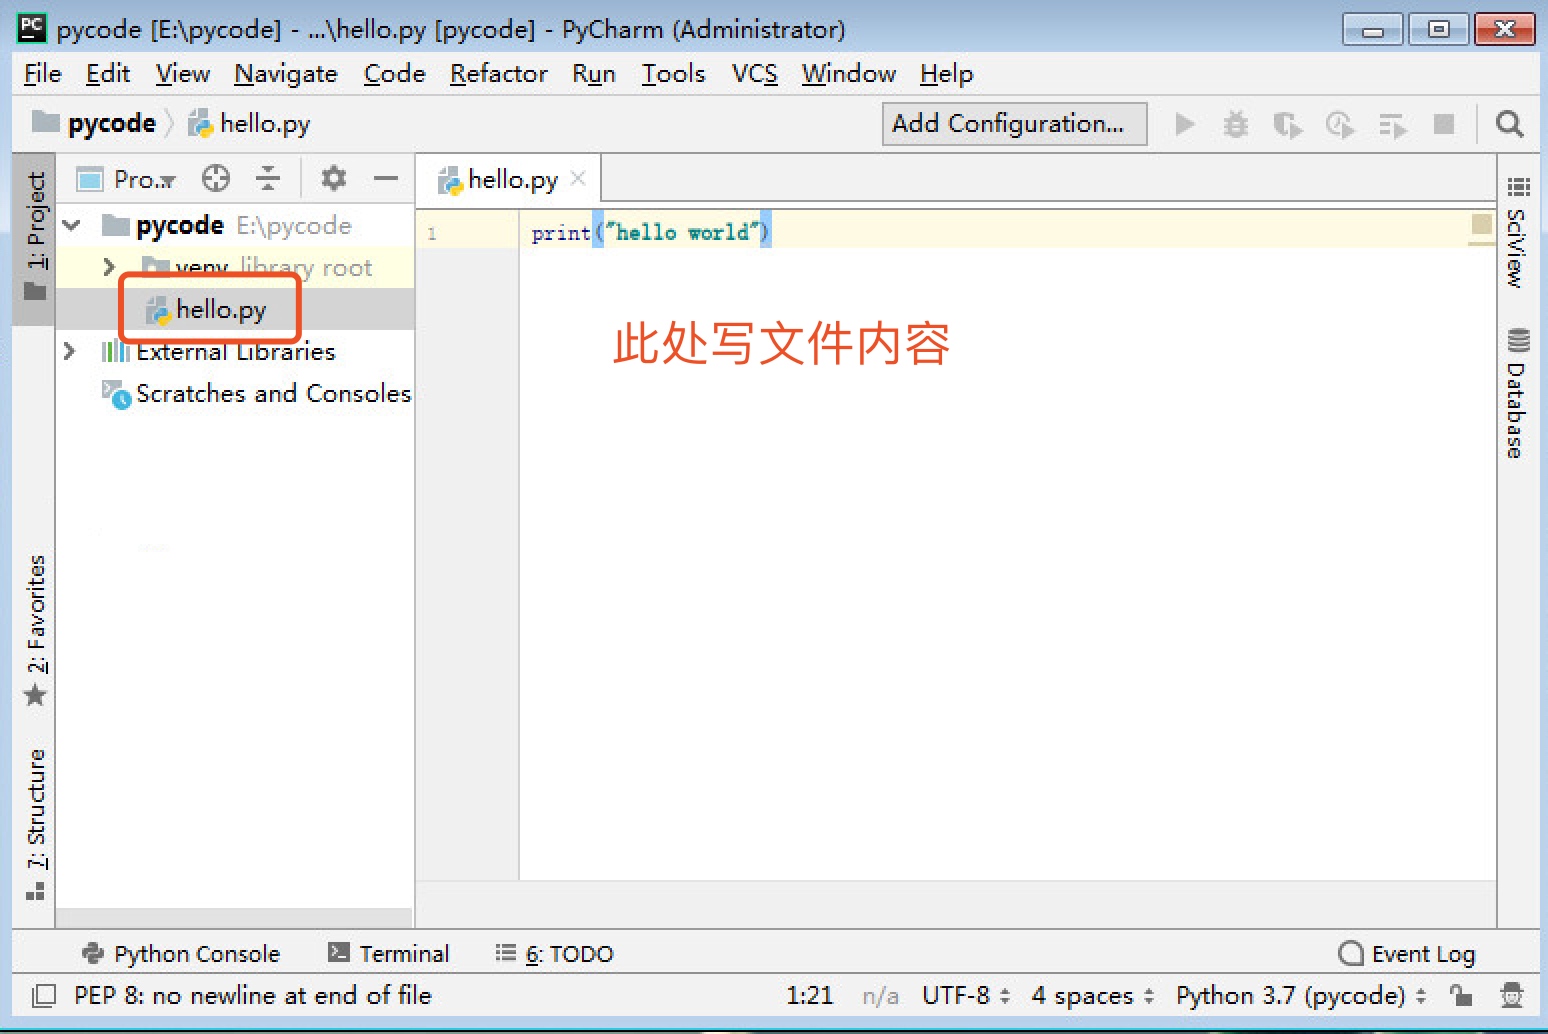 pycode [E:\pycode] - ...\hello.py [pycode] - PyCharm (Administrator)
File Edit View Navigate Code Refactor Run Tools VCS Window Help
pycode hello.py Add Configuration...
1: Project
Pro..
hello.py
pycode E:\pycode
venv library root
hello.py
External Libraries
Scratches and Consoles
1 print("hello world")
此处写文件内容
SciView
Database
2: Favorites
7: Structure
Python Console Terminal 6: TODO Event Log
PEP 8: no newline at end of file 1:21 n/a UTF-8 4 spaces Python 3.7 (pycode)